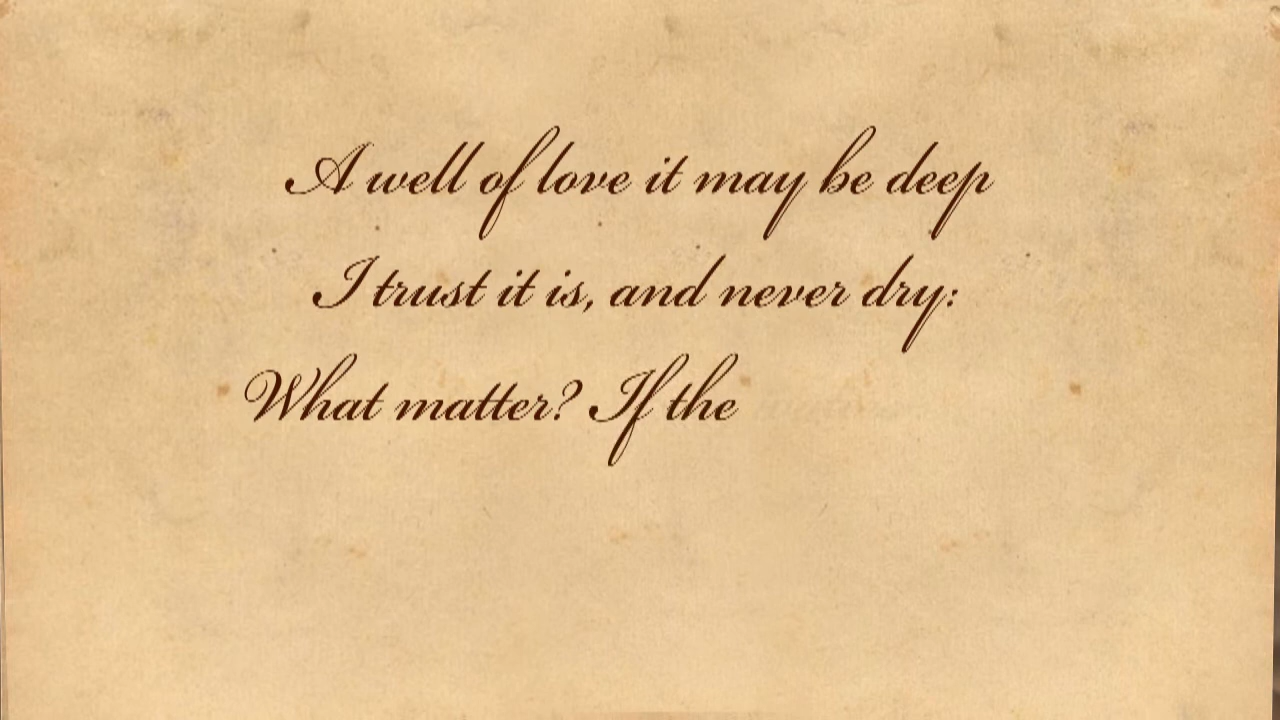 A well of love it may be deep
I trust it is, and never dry:
What matter? If the